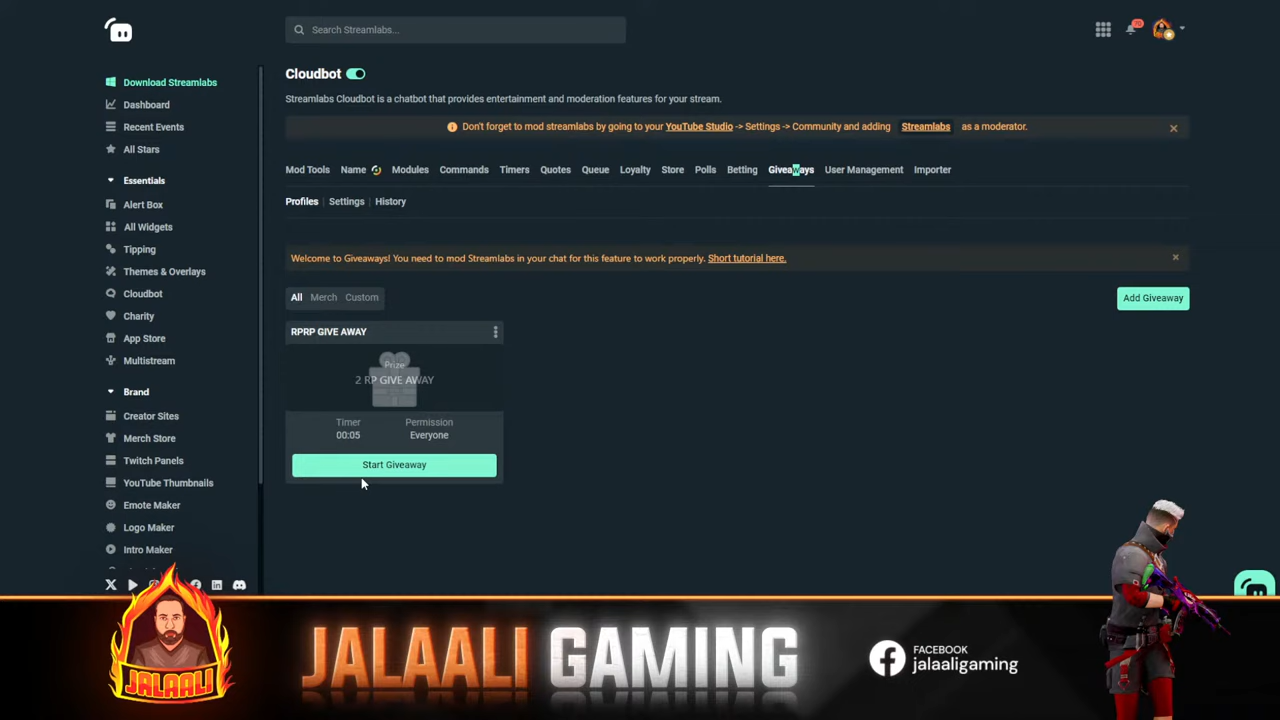 Search Streamlabs...
Download Streamlabs
Dashboard
Recent Events
All Stars
Essentials
Alert Box
All Widgets
Tipping
Themes & Overlays
Cloudbot
Charity
App Store
Multistream
Brand
Creator Sites
Merch Store
Twitch Panels
YouTube Thumbnails
Emote Maker
Logo Maker
Intro Maker
Cloudbot
Streamlabs Cloudbot is a chatbot that provides entertainment and moderation features for your stream.
Don't forget to mod streamlabs by going to your YouTube Studio -> Settings -> Community and adding Streamlabs as a moderator.
Mod Tools Name Modules Commands Timers Quotes Queue Loyalty Store Polls Betting Giveaways User Management Importer
Profiles Settings History
Welcome to Giveaways! You need to mod Streamlabs in your chat for this feature to work properly. Short tutorial here.
All Merch Custom
Add Giveaway
RPRP GIVE AWAY
Prize
2 RP GIVE AWAY
Timer Permission
00:05 Everyone
Start Giveaway
JALAALI
JALAALI GAMING
FACEBOOK
jalaaligaming